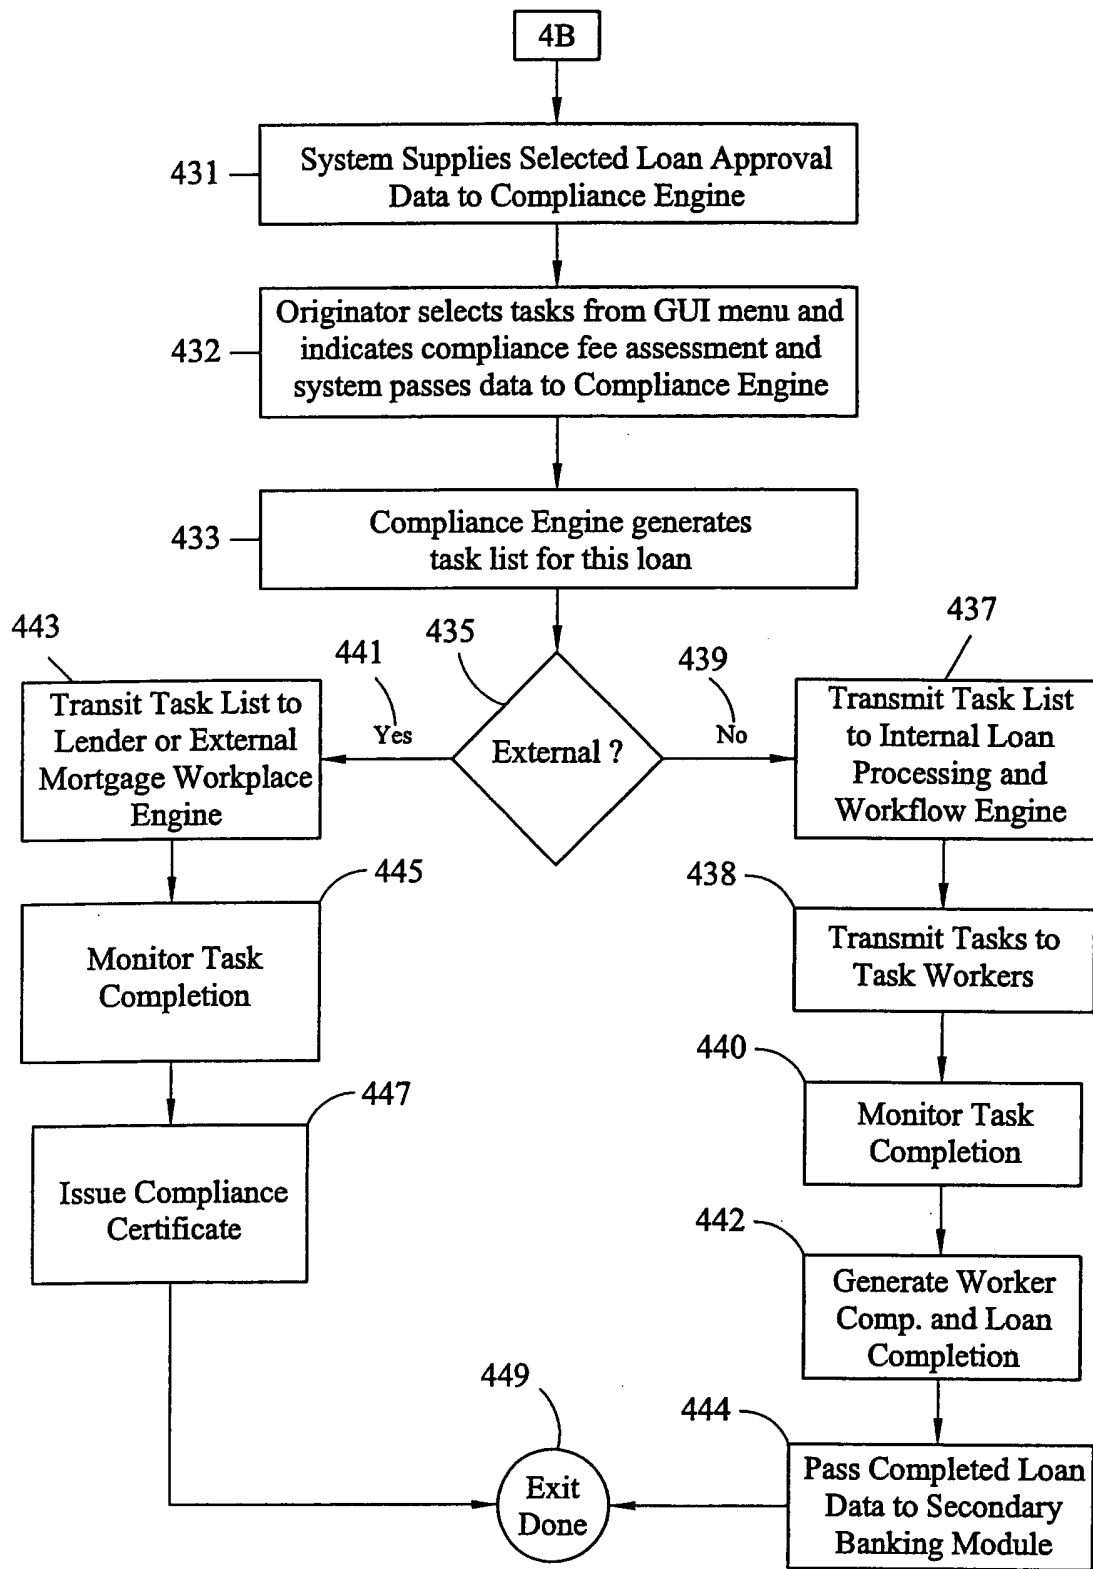 4B
431
System Supplies Selected Loan Approval
Data to Compliance Engine
432
Originator selects tasks from GUI menu and
indicates compliance fee assessment and
system passes data to Compliance Engine
433
Compliance Engine generates
task list for this loan
443
441
435
439
437
Transit Task List to
Lender or External
Mortgage Workplace
Engine
Yes
External ?
No
Transmit Task List
to Internal Loan
Processing and
Workflow Engine
445
Monitor Task
Completion
438
Transmit Tasks to
Task Workers
447
Issue Compliance
Certificate
440
Monitor Task
Completion
442
Generate Worker
Comp. and Loan
Completion
449
Exit
Done
444
Pass Completed Loan
Data to Secondary
Banking Module